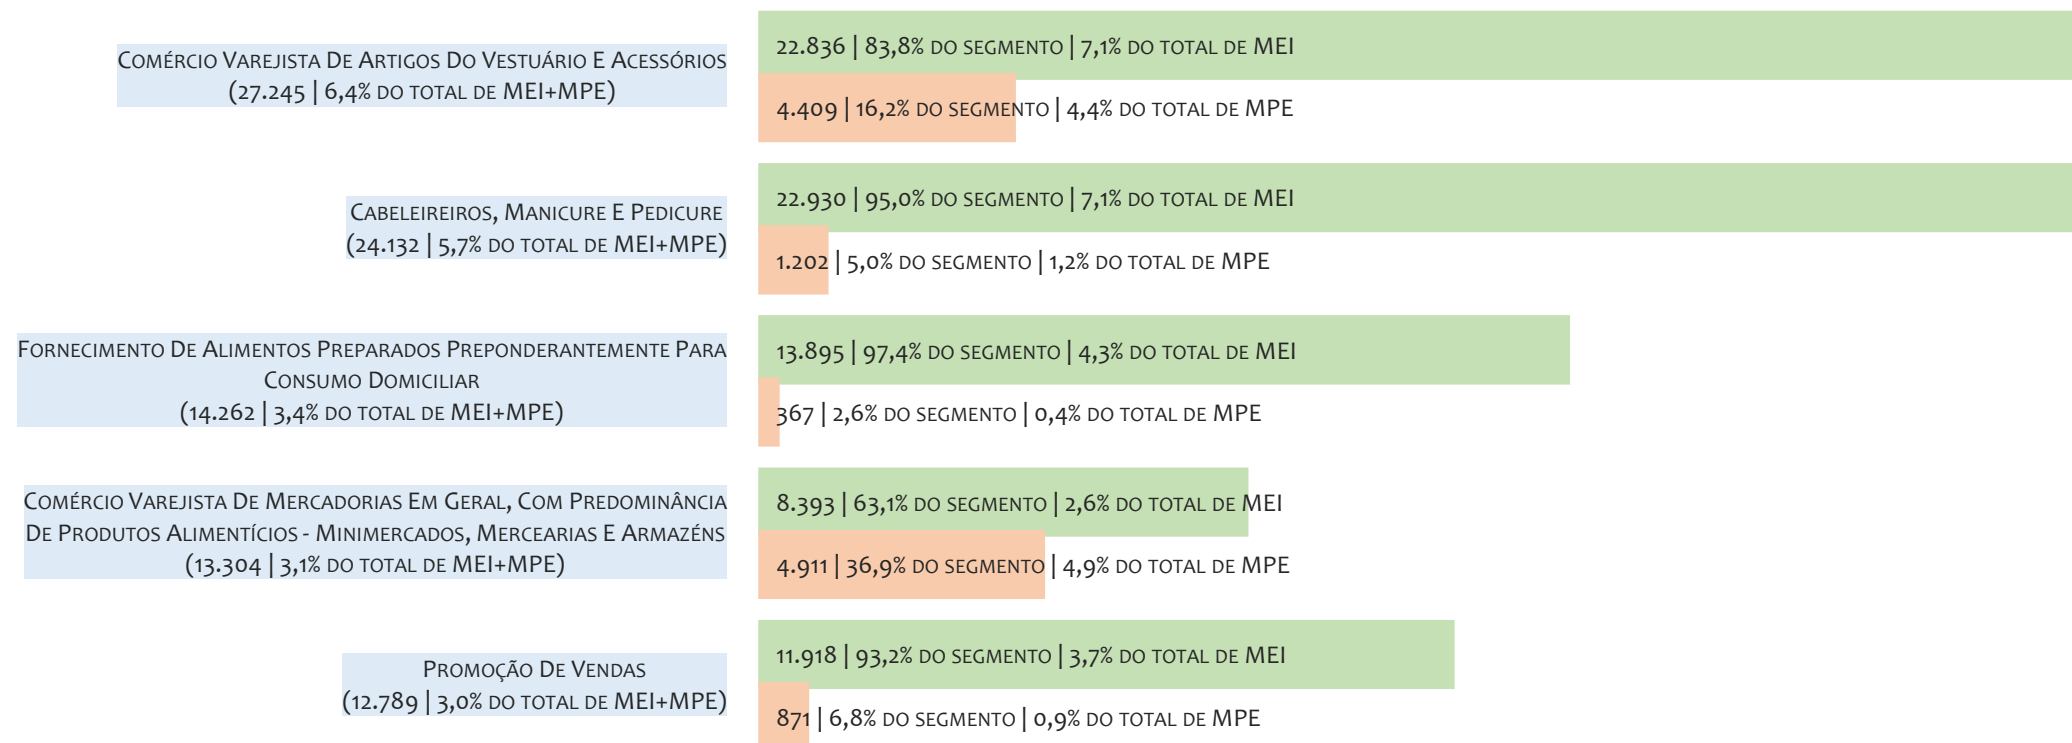 Comércio Varejista De Artigos Do Vestuário E Acessórios
(27.245 | 6,4% do total de MEI+MPE)
22.836 | 83,8% do segmento | 7,1% do total de MEI
4.409 | 16,2% do segmento | 4,4% do total de MPE
Cabeleireiros, Manicure E Pedicure
(24.132 | 5,7% do total de MEI+MPE)
22.930 | 95,0% do segmento | 7,1% do total de MEI
1.202 | 5,0% do segmento | 1,2% do total de MPE
Fornecimento De Alimentos Preparados Preponderantemente Para
Consumo Domiciliar
(14.262 | 3,4% do total de MEI+MPE)
13.895 | 97,4% do segmento | 4,3% do total de MEI
367 | 2,6% do segmento | 0,4% do total de MPE
Comércio Varejista De Mercadorias Em Geral, Com Predominância
De Produtos Alimentícios - Minimercados, Mercearias E Armazéns
(13.304 | 3,1% do total de MEI+MPE)
8.393 | 63,1% do segmento | 2,6% do total de MEI
4.911 | 36,9% do segmento | 4,9% do total de MPE
Promoção De Vendas
(12.789 | 3,0% do total de MEI+MPE)
11.918 | 93,2% do segmento | 3,7% do total de MEI
871 | 6,8% do segmento | 0,9% do total de MPE